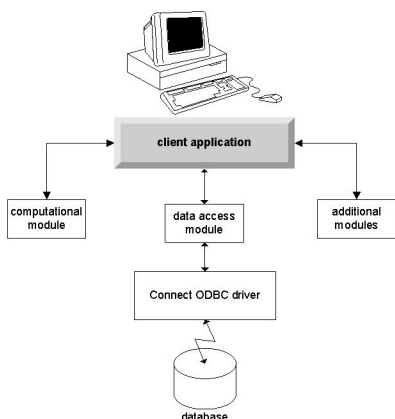 client application
computational
module
data access
module
additional
modules
Connect ODBC driver
database